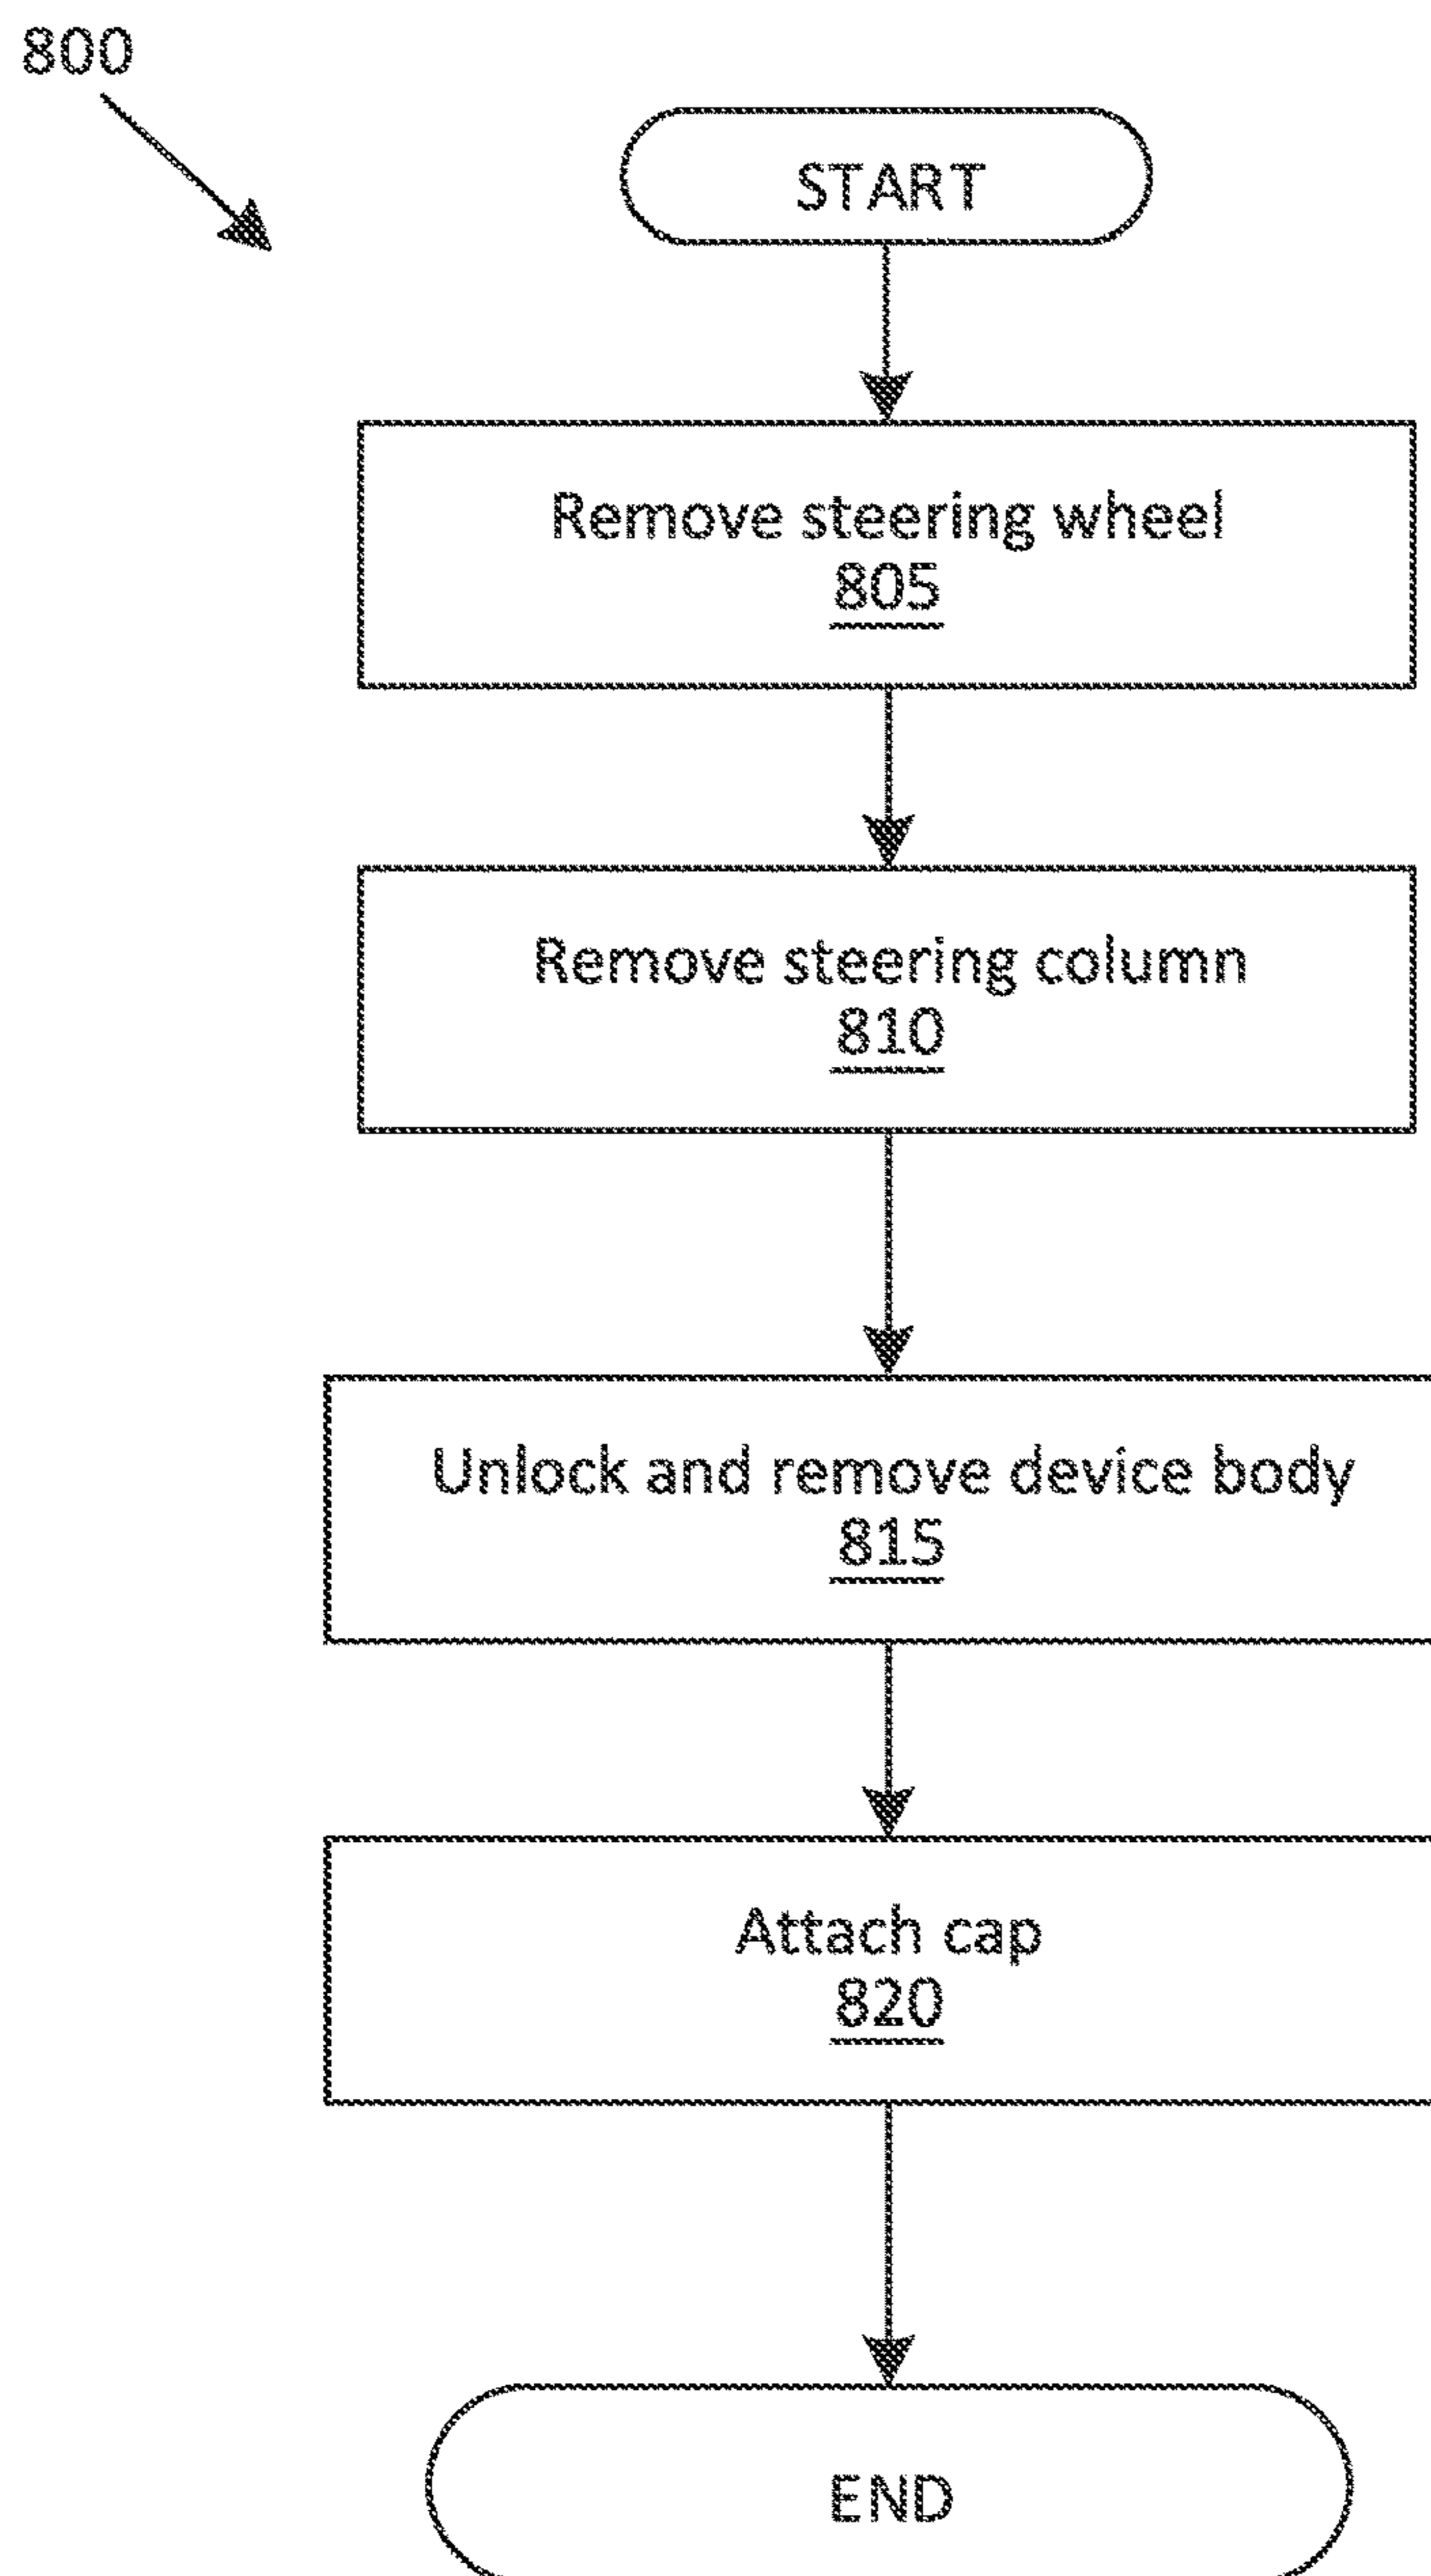 800
START
Remove steering wheel
805
Remove steering column
810
Unlock and remove device body
815
Attach cap
820
END